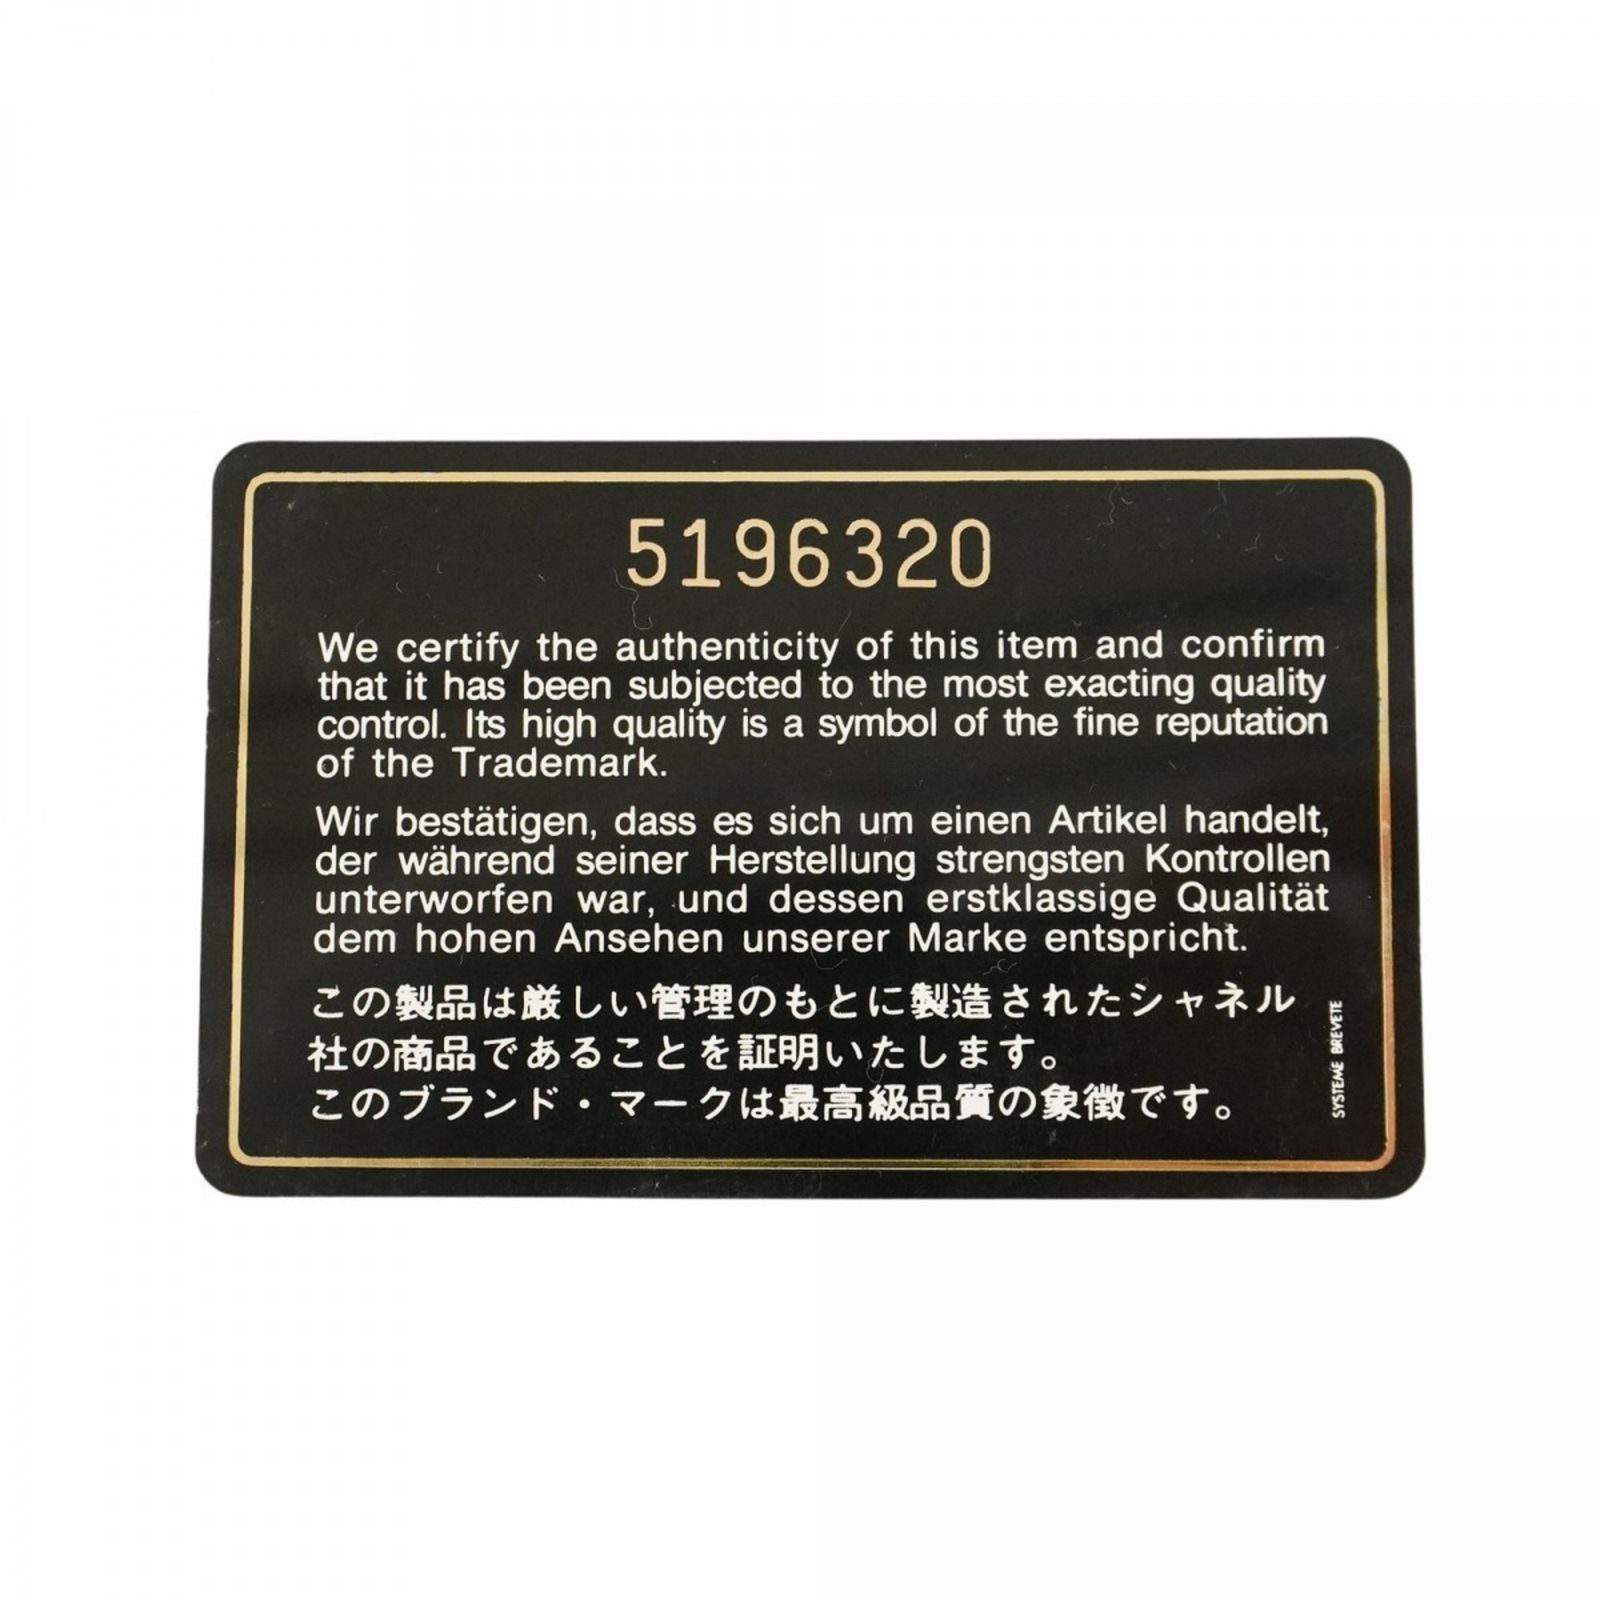 5196320
We certify the authenticity of this item and confirm
that it has been subjected to the most exacting quality
control. Its high quality is a symbol of the fine reputation
of the Trademark.
Wir bestätigen, dass es sich um einen Artikel handelt,
der während seiner Herstellung strengsten Kontrollen
unterworfen war, und dessen erstklassige Qualität
dem hohen Ansehen unserer Marke entspricht.
この製品は厳しい管理のもとに製造されたシャネル
社の商品であることを証明いたします。
このブランド・マークは最高級品質の象徴です。
SYSTEME BREVETE